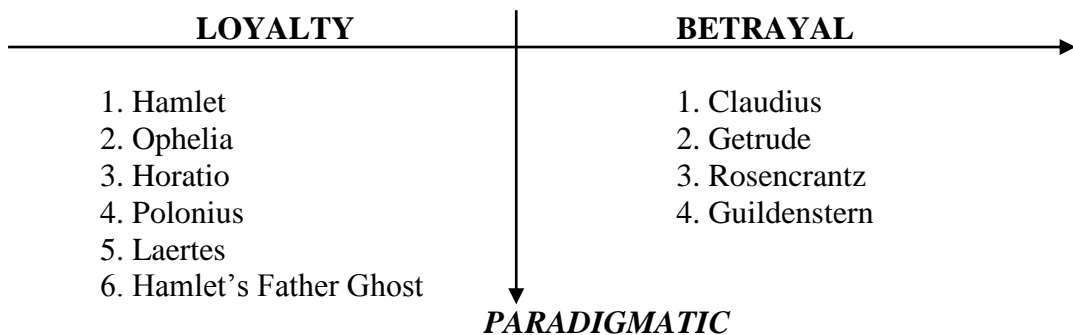 LOYALTY BETRAYAL
1. Hamlet 1. Claudius
2. Ophelia 2. Getrude
3. Horatio 3. Rosencrantz
4. Polonius 4. Guildenstern
5. Laertes
6. Hamlet’s Father Ghost
PARADIGMATIC